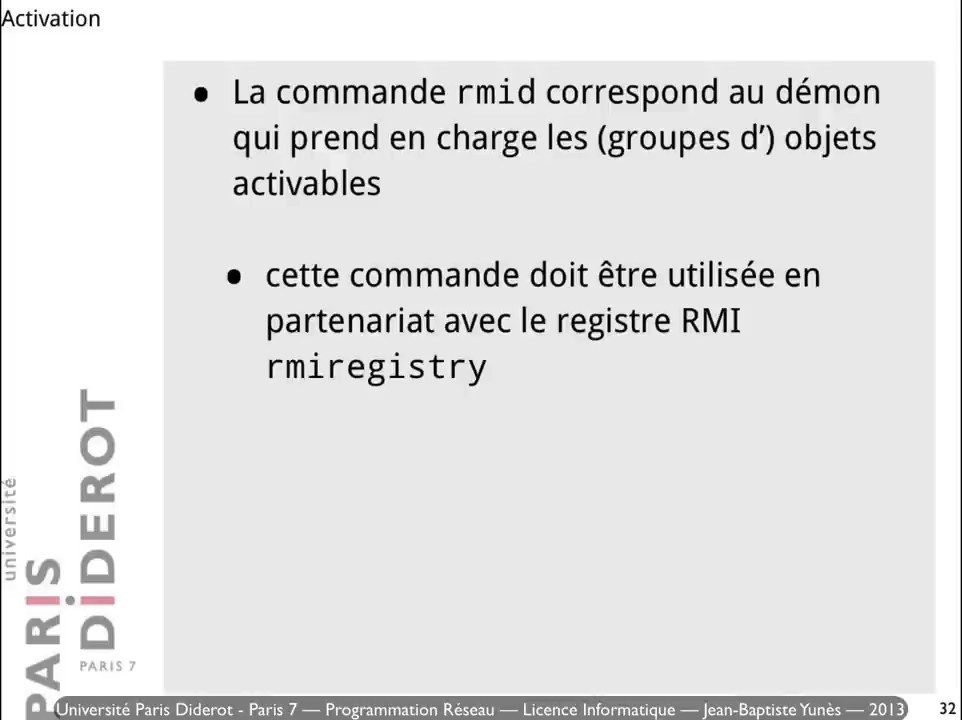 Activation
• La commande rmid correspond au démon
qui prend en charge les (groupes d’) objets
activables
• cette commande doit être utilisée en
partenariat avec le registre RMI
rmiregistry
université
PARIS
DIDEROT
PARIS 7
Université Paris Diderot - Paris 7 — Programmation Réseau — Licence Informatique — Jean-Baptiste Yunès — 2013
32